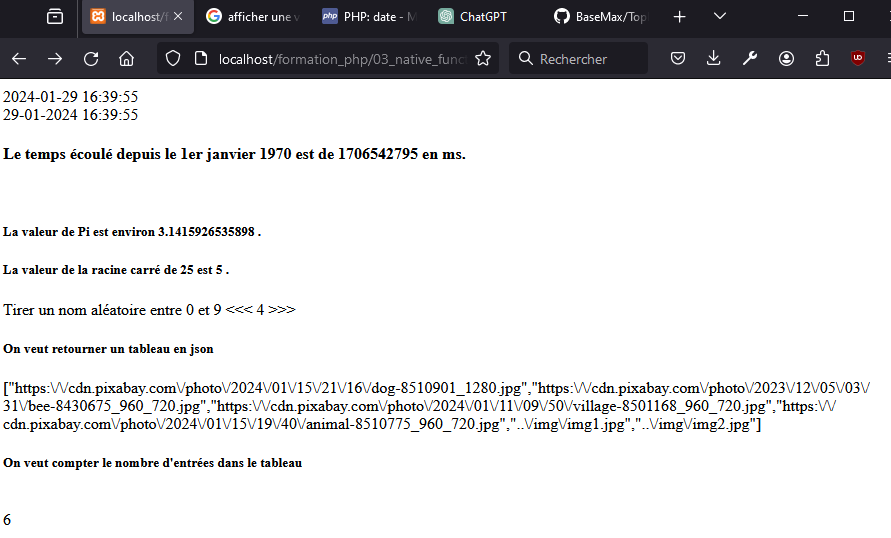 localhost/f
afficher une v
php
PHP: date - M
ChatGPT
BaseMax/Topl
localhost/formation_php/03_native_func
Rechercher
UD
2024-01-29 16:39:55
29-01-2024 16:39:55
Le temps écoulé depuis le 1er janvier 1970 est de 1706542795 en ms.
La valeur de Pi est environ 3.1415926535898 .
La valeur de la racine carré de 25 est 5 .
Tirer un nom aléatoire entre 0 et 9 <<< 4 >>>
On veut retourner un tableau en json
["https:\/\/cdn.pixabay.com\/photo\/2024\/01\/15\/21\/16\/dog-8510901_1280.jpg","https:\/\/cdn.pixabay.com\/photo\/2023\/12\/05\/03\/
31\/bee-8430675_960_720.jpg","https:\/\/cdn.pixabay.com\/photo\/2024\/01\/11\/09\/50\/village-8501168_960_720.jpg","https:\/\/
cdn.pixabay.com\/photo\/2024\/01\/15\/19\/40\/animal-8510775_960_720.jpg","..\/img\/img1.jpg","..\/img\/img2.jpg"]
On veut compter le nombre d'entrées dans le tableau
6